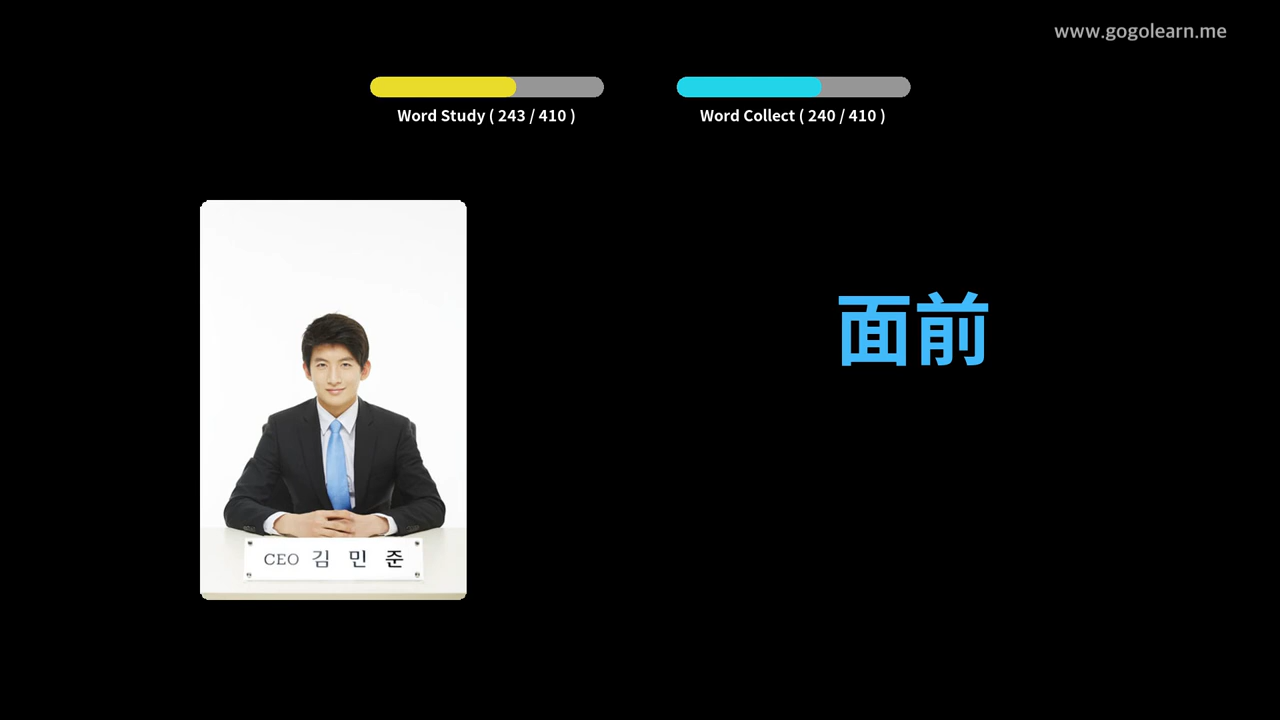 www.gogolearn.me
Word Study ( 243 / 410 )
Word Collect ( 240 / 410 )
面前
CEO 김 민 준